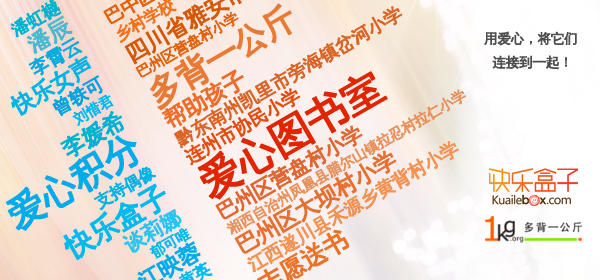 潘虹樾
潘辰
李霄云
快乐女声
曾轶可
刘惜君
李媛希
爱心积分
支持偶像
快乐盒子
谈莉娜
郁可唯
江映蓉
黄英
乡村学校
四川省雅安市
巴州区营盘村小学
多背一公斤
帮助孩子
黔东南州凯里市旁海镇岔河小学
连州市协民小学
爱心图书室
巴州区营盘村小学
湘西自治州凤凰县腊尔山镇拉忍村拉仁小学
巴州区大坝村小学
江西遂川县禾源乡黄背村小学
志愿送书
用爱心，将它们
连接到一起！
快乐盒子
Kuailebox.com
1kg.org 多背一公斤